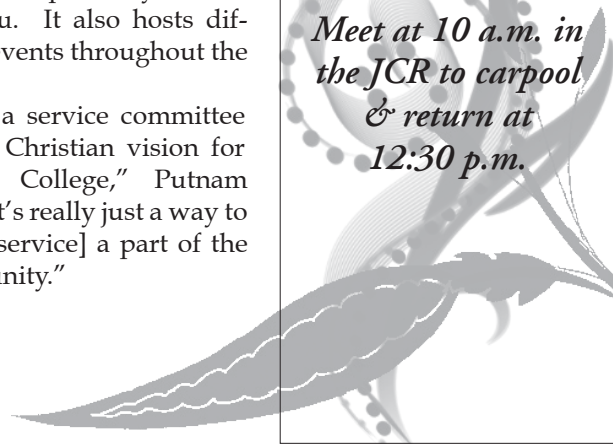 u. It also hosts dif-
vents throughout the
a service committee
Christian vision for
College,” Putnam
t’s really just a way to
service] a part of the
nity.”
Meet at 10 a.m. in
the JCR to carpool
& return at
12:30 p.m.